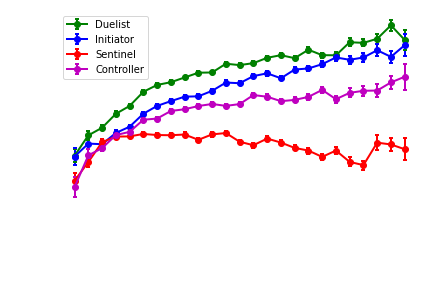 Duelist
Initiator
Sentinel
Controller